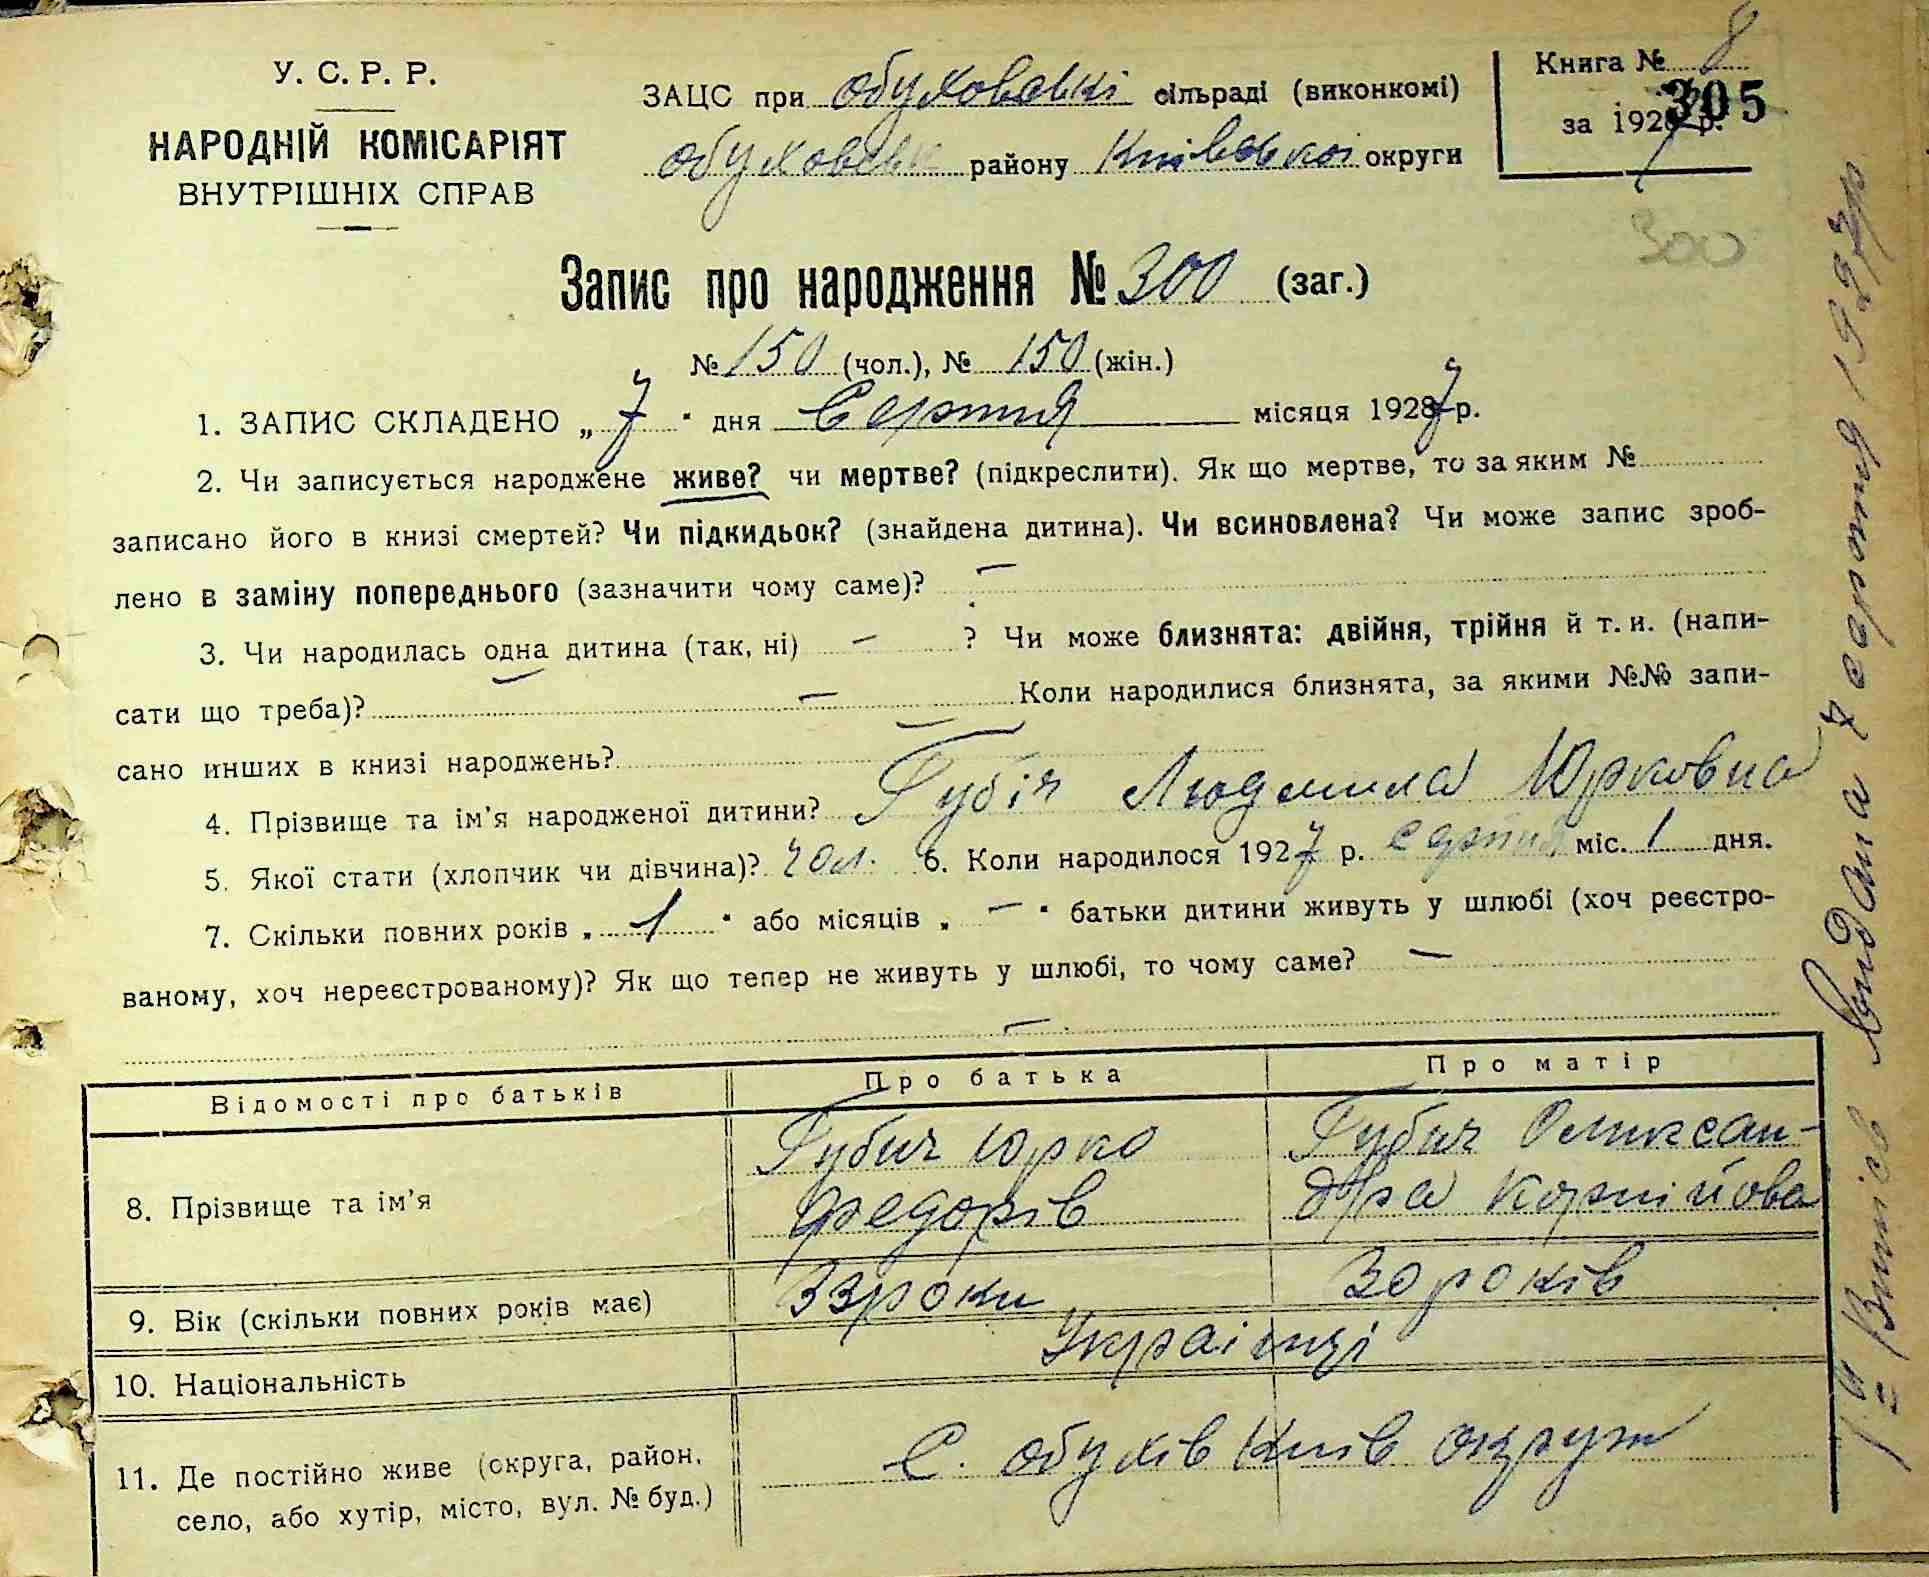 У. С. Р. Р.
НАРОДНІЙ КОМІСАРІЯТ
ВНУТРІШНІХ СПРАВ
ЗАЦС при Обуховські сільраді (виконкомі)
Обуховськ району Київської округи
Книга № 8
за 1927 р.
305
300
Запис про народження № 300 (заг.)
№ 150 (чол.), № 150 (жін.)
1. ЗАПИС СКЛАДЕНО „ 7 " дня Серпня місяця 1927 р.
2. Чи записується народжене живе? чи мертве? (підкреслити). Як що мертве, то за яким №
записано його в книзі смертей? Чи підкидьок? (знайдена дитина). Чи всиновлена? Чи може запис зроб-
лено в заміну попереднього (зазначити чому саме)? —
3. Чи народилась одна дитина (так, ні) — ? Чи може близнята: двійня, трійня й т. и. (напи-
сати що треба)? — Коли народилися близнята, за якими №№ запи-
сано инших в книзі народжень? —
4. Прізвище та ім'я народженої дитини? Губіч Людмила Юрковна
5. Якої стати (хлопчик чи дівчина)? чол. 6. Коли народилося 1927 р. серпня міс. 1 дня.
7. Скільки повних років „ 1 " або місяців „ — " батьки дитини живуть у шлюбі (хоч реєстро-
ваному, хоч нереєстрованому)? Як що тепер не живуть у шлюбі, то чому саме? —
—
Відомості про батьків Про батька Про матір
8. Прізвище та ім'я Губич Юрко Федорів Губич Оликсан-дра Корнійова
9. Вік (скільки повних років має) 33 роки 30 років
10. Національність Українці
11. Де постійно живе (округа, район,
село, або хутір, місто, вул. № буд.) С. Обухів Київ округи
Випись видана 7 серпня 1927 р